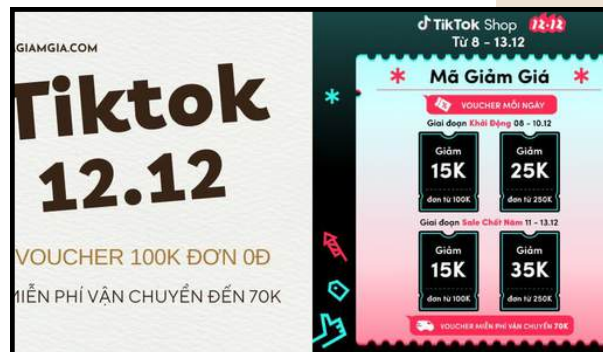 GIAMGIA.COM
Tiktok
12.12
VOUCHER 100K ĐƠN 0Đ
MIỄN PHÍ VẬN CHUYỂN ĐẾN 70K
TikTok Shop 12.12
Từ 8 - 13.12
Mã Giảm Giá
VOUCHER MỖI NGÀY
Giai đoạn Khởi Động 08 - 10.12
Giảm
15K
đơn từ 100K
Giảm
25K
đơn từ 250K
Giai đoạn Sale Chất Năm 11 - 13.12
Giảm
15K
đơn từ 100K
Giảm
35K
đơn từ 250K
VOUCHER MIỄN PHÍ VẬN CHUYỂN 70K